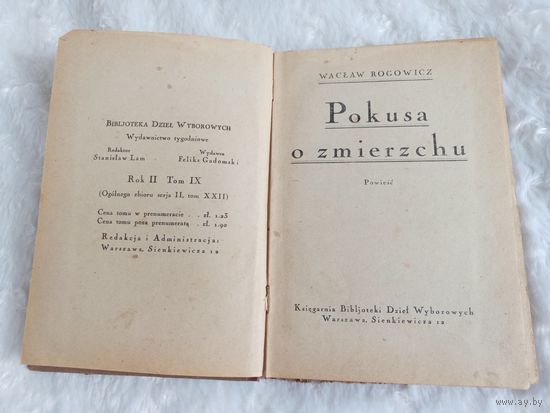 BIBLJOTEKA DZIEŁ WYBOROWYCH
Wydawnictwo tygodniowe
Redaktor Wydawca
Stanisław Lam . Feliks Gadomski
Rok II Tom IX
(Ogólnego zbioru serja II, tom XXII)
Cena tomu w prenumeracie . . zł. 1.25
Cena tomu poza prenumeratą . zł. 1.90
Redakcja i Administracja:
Warszawa, Sienkiewicza 12
WACŁAW ROGOWICZ
Pokusa
o zmierzchu
Powieść
Księgarnia Bibljoteki Dzieł Wyborowych
Warszawa, Sienkiewicza 12
www.ay.by